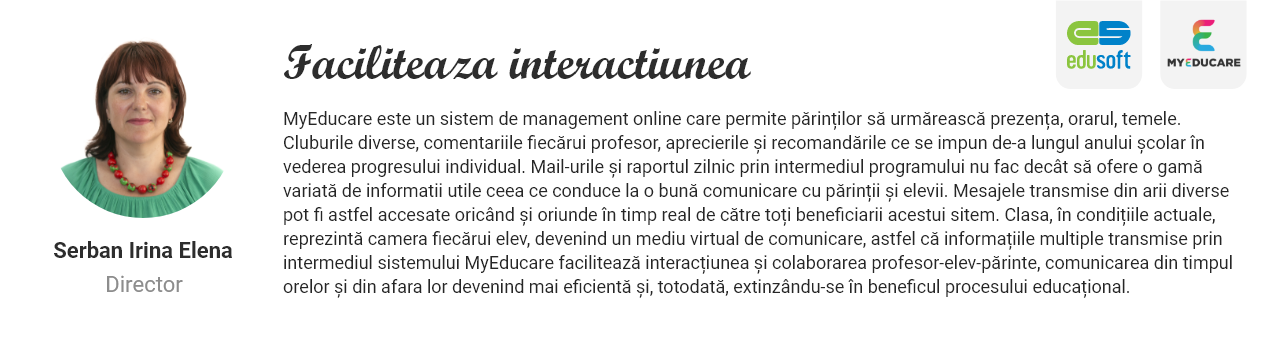 Faciliteaza interactiunea
edusoft
MYEDUCARE
MyEducare este un sistem de management online care permite părinților să urmărească prezența, orarul, temele.
Cluburile diverse, comentariile fiecărui profesor, aprecierile și recomandările ce se impun de-a lungul anului școlar în
vederea progresului individual. Mail-urile și raportul zilnic prin intermediul programului nu fac decât să ofere o gamă
variată de informatii utile ceea ce conduce la o bună comunicare cu părinții și elevii. Mesajele transmise din arii diverse
pot fi astfel accesate oricând și oriunde în timp real de către toți beneficiarii acestui sitem. Clasa, în condițiile actuale,
reprezintă camera fiecărui elev, devenind un mediu virtual de comunicare, astfel că informațiile multiple transmise prin
intermediul sistemului MyEducare facilitează interacțiunea și colaborarea profesor-elev-părinte, comunicarea din timpul
orelor și din afara lor devenind mai eficientă și, totodată, extinzându-se în beneficul procesului educațional.
Serban Irina Elena
Director